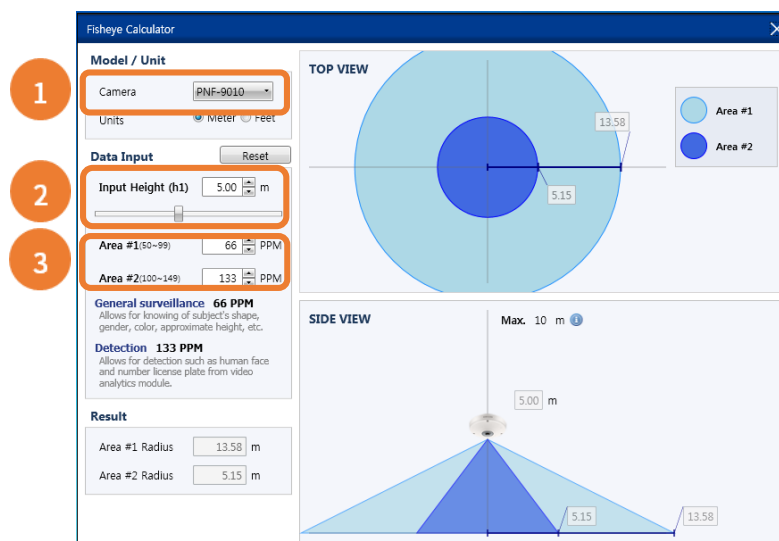 Fisheye Calculator
Model / Unit
1
Camera PNF-9010
Units Meter Feet
Data Input Reset
2
Input Height (h1) 5.00 m
3
Area #1(50~99) 66 PPM
Area #2(100~149) 133 PPM
General surveillance 66 PPM
Allows for knowing of subject's shape,
gender, color, approximate height, etc.
Detection 133 PPM
Allows for detection such as human face
and number license plate from video
analytics module.
Result
Area #1 Radius 13.58 m
Area #2 Radius 5.15 m
TOP VIEW
13.58
5.15
Area #1
Area #2
SIDE VIEW
Max. 10 m
5.00 m
5.15
13.58